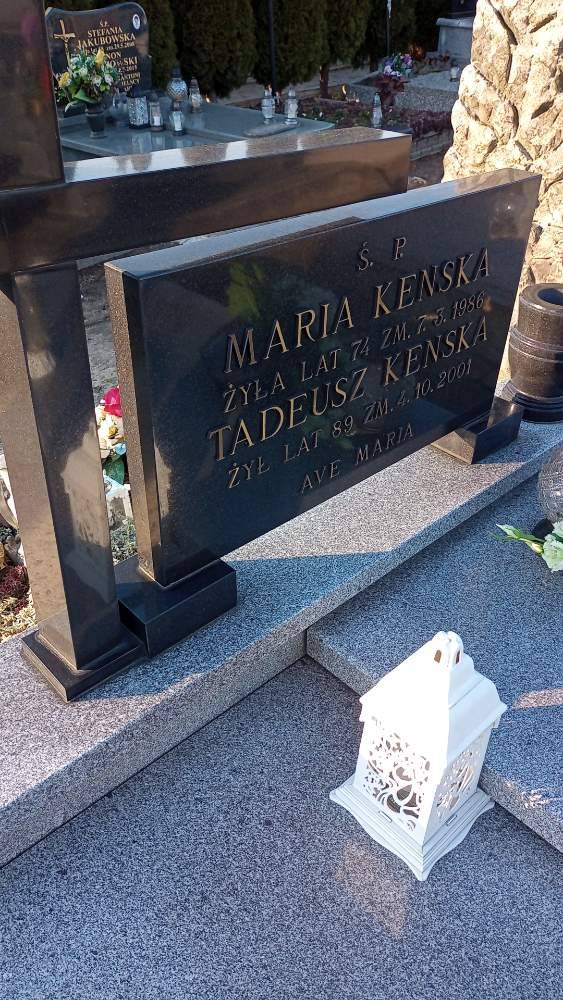 Ś. P.
STEFANIA
JAKUBOWSKA
Ś. P.
MARIA KENSKA
ŻYŁA LAT 74 ZM. 7.3.1986
TADEUSZ KENSKA
ŻYŁ LAT 89 ZM. 4.10.2001
AVE MARIA